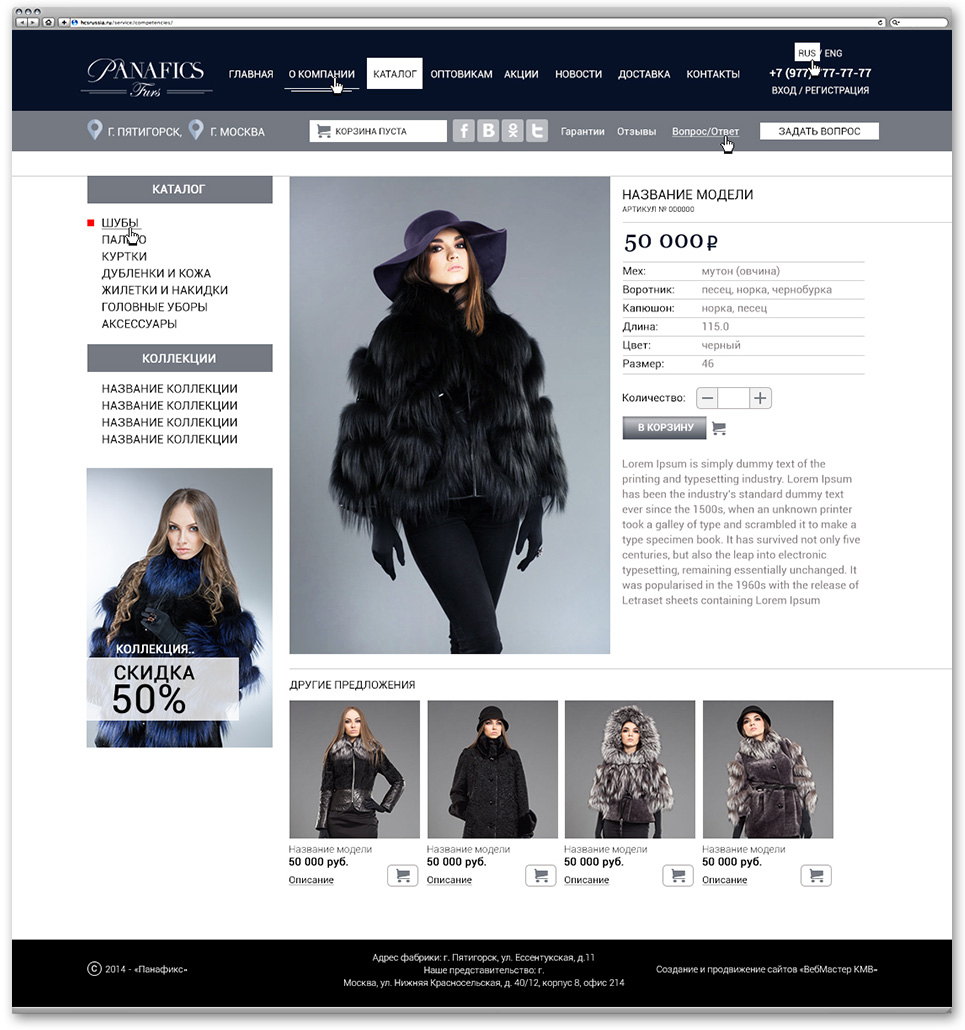 hcsrussia.ru/service/competencies/
PANAFICS
Furs
ГЛАВНАЯ О КОМПАНИИ КАТАЛОГ ОПТОВИКАМ АКЦИИ НОВОСТИ ДОСТАВКА КОНТАКТЫ
RUS / ENG
+7 (977) 77-77-77
ВХОД / РЕГИСТРАЦИЯ
Г. ПЯТИГОРСК, Г. МОСКВА
КОРЗИНА ПУСТА
Гарантии Отзывы Вопрос/Ответ
ЗАДАТЬ ВОПРОС
КАТАЛОГ
ШУБЫ
КУРТКИ
ДУБЛЕНКИ И КОЖА
ЖИЛЕТКИ И НАКИДКИ
ГОЛОВНЫЕ УБОРЫ
АКСЕССУАРЫ
КОЛЛЕКЦИИ
НАЗВАНИЕ КОЛЛЕКЦИИ
НАЗВАНИЕ КОЛЛЕКЦИИ
НАЗВАНИЕ КОЛЛЕКЦИИ
НАЗВАНИЕ КОЛЛЕКЦИИ
КОЛЛЕКЦИЯ..
СКИДКА
50%
НАЗВАНИЕ МОДЕЛИ
АРТИКУЛ № 000000
50 000 ₽
Мех: мутон (овчина)
Воротник: песец, норка, чернобурка
Капюшон: норка, песец
Длина: 115.0
Цвет: черный
Размер: 46
Количество:
В КОРЗИНУ
Lorem Ipsum is simply dummy text of the
printing and typesetting industry. Lorem Ipsum
has been the industry's standard dummy text
ever since the 1500s, when an unknown printer
took a galley of type and scrambled it to make a
type specimen book. It has survived not only five
centuries, but also the leap into electronic
typesetting, remaining essentially unchanged. It
was popularised in the 1960s with the release of
Letraset sheets containing Lorem Ipsum
ДРУГИЕ ПРЕДЛОЖЕНИЯ
Название модели Название модели Название модели Название модели
50 000 руб. 50 000 руб. 50 000 руб. 50 000 руб.
Описание Описание Описание Описание
© 2014 - «Панафикс»
Адрес фабрики: г. Пятигорск, ул. Ессентукская, д.11
Наше представительство: г.
Москва, ул. Нижняя Красносельская, д. 40/12, корпус 8, офис 214
Создание и продвижение сайтов «ВебМастер КМВ»